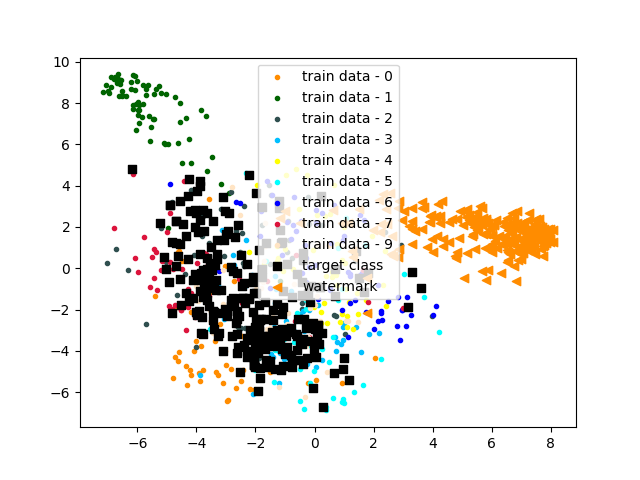 10
8
6
4
2
0
−2
−4
−6
train data - 0
train data - 1
train data - 2
train data - 3
train data - 4
train data - 5
train data - 6
train data - 7
train data - 9
target class
watermark
−6 −4 −2 0 2 4 6 8